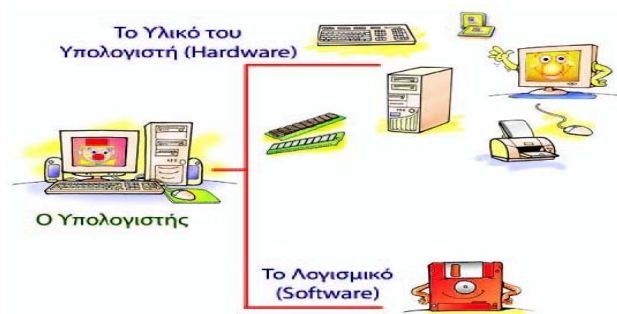 Το Υλικό του
Υπολογιστή (Hardware)
Ο Υπολογιστής
Το Λογισμικό
(Software)